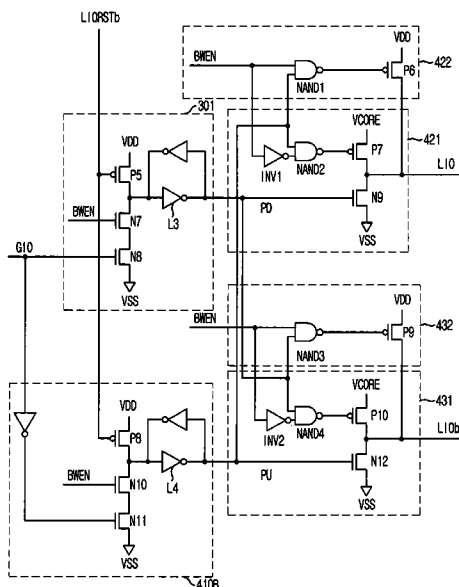 LIORSTb
BWEN
NAND1
VDD
P6
422
301
VDD
P5
BWEN
N7
L3
GIO
N8
VSS
VCORE
421
P7
INV1
NAND2
LIO
PD
N9
VSS
BWEN
NAND3
VDD
P9
432
VCORE
431
P10
INV2
NAND4
LIOb
PU
N12
VSS
VDD
P8
BWEN
N10
L4
N11
VSS
410B